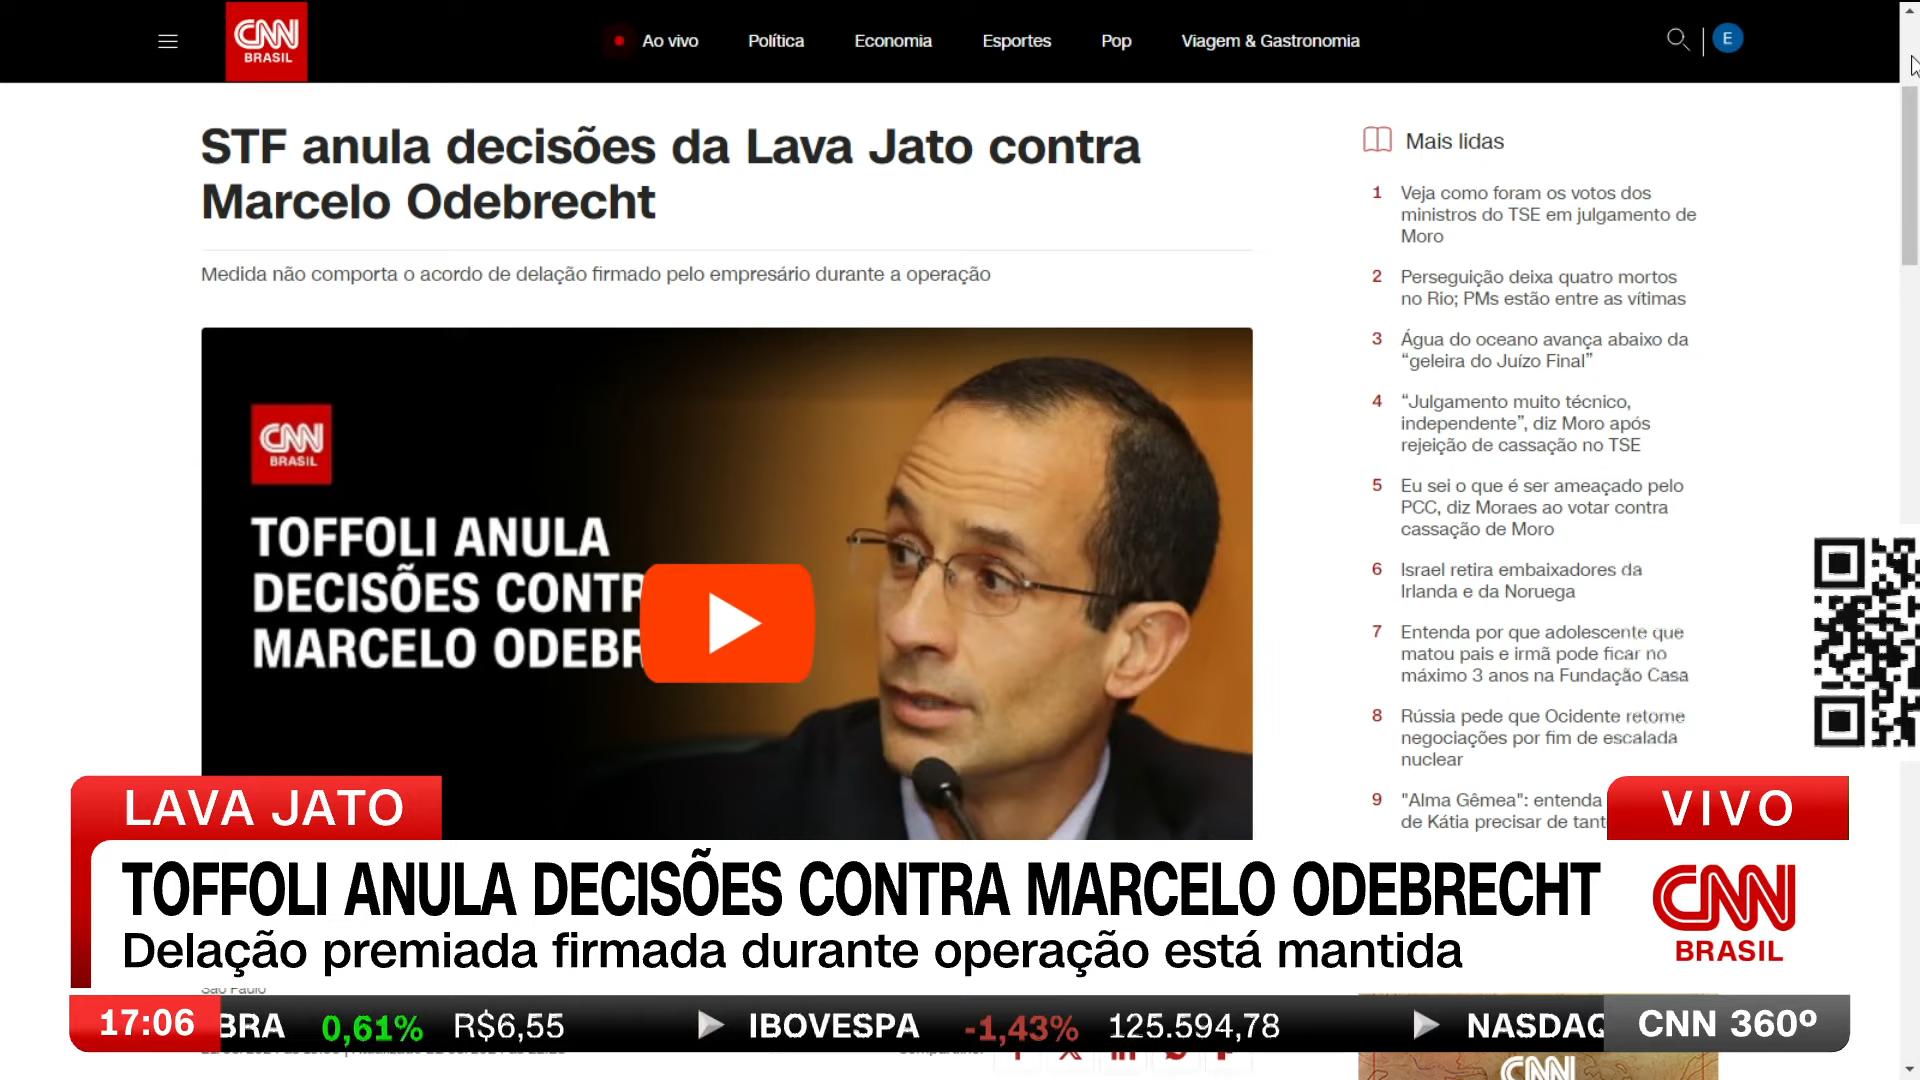 CNN
BRASIL
Ao vivo
Política
Economia
Esportes
Pop
Viagem & Gastronomia
E
STF anula decisões da Lava Jato contra
Marcelo Odebrecht
Medida não comporta o acordo de delação firmado pelo empresário durante a operação
CNN
BRASIL
TOFFOLI ANULA
DECISÕES CONTR
MARCELO ODEBR
Mais lidas
1 Veja como foram os votos dos
ministros do TSE em julgamento de
Moro
2 Perseguição deixa quatro mortos
no Rio; PMs estão entre as vítimas
3 Água do oceano avança abaixo da
“geleira do Juízo Final”
4 “Julgamento muito técnico,
independente”, diz Moro após
rejeição de cassação no TSE
5 Eu sei o que é ser ameaçado pelo
PCC, diz Moraes ao votar contra
cassação de Moro
6 Israel retira embaixadores da
Irlanda e da Noruega
7 Entenda por que adolescente que
matou pais e irmã pode ficar no
máximo 3 anos na Fundação Casa
8 Rússia pede que Ocidente retome
negociações por fim de escalada
nuclear
9 "Alma Gêmea": entenda
de Kátia precisar de tant
LAVA JATO
VIVO
TOFFOLI ANULA DECISÕES CONTRA MARCELO ODEBRECHT
Delação premiada firmada durante operação está mantida
CNN
BRASIL
São Paulo
17:06
BRA 0,61% R$6,55
IBOVESPA -1,43% 125.594,78
NASDAQ
CNN 360º
CNN